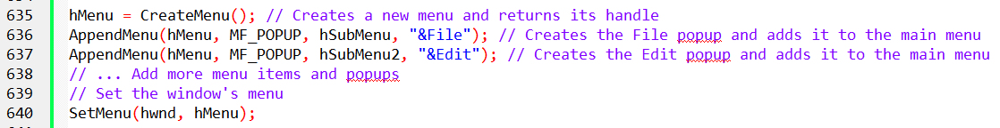 635 hMenu = CreateMenu(); // Creates a new menu and returns its handle
636 AppendMenu(hMenu, MF_POPUP, hSubMenu, "&File"); // Creates the File popup and adds it to the main menu
637 AppendMenu(hMenu, MF_POPUP, hSubMenu2, "&Edit"); // Creates the Edit popup and adds it to the main menu
638 // ... Add more menu items and popups
639 // Set the window's menu
640 SetMenu(hwnd, hMenu);